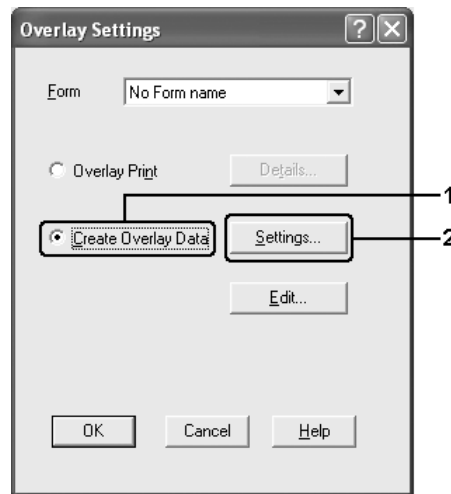 Overlay Settings
Form No Form name
Overlay Print Details...
1
Create Overlay Data Settings...
2
Edit...
OK Cancel Help